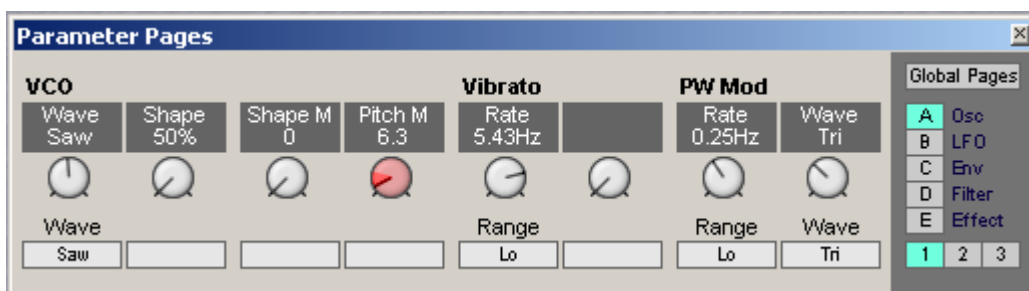 Parameter Pages
Global Pages
VCO Vibrato PW Mod
Wave Shape Shape M Pitch M Rate Rate Wave
Saw 50% 0 6.3 5.43Hz 0.25Hz Tri
A Osc
B LFO
C Env
D Filter
E Effect
Wave Range Range Wave
Saw Lo Lo Tri
1 2 3